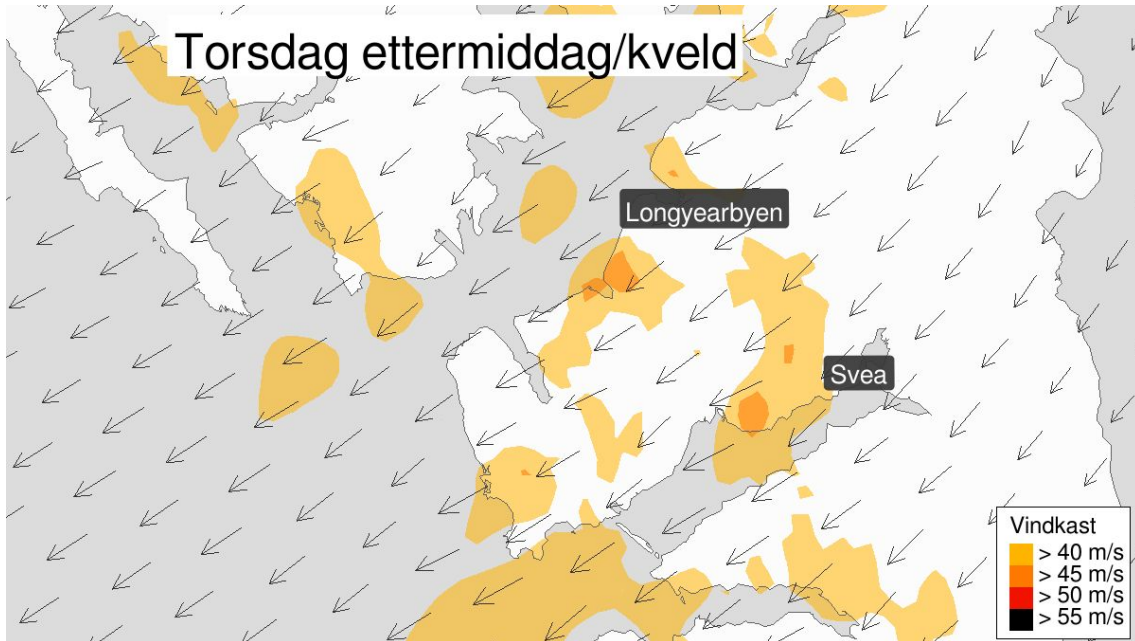 Torsdag ettermiddag/kveld
Longyearbyen
Svea
Vindkast
> 40 m/s
> 45 m/s
> 50 m/s
> 55 m/s